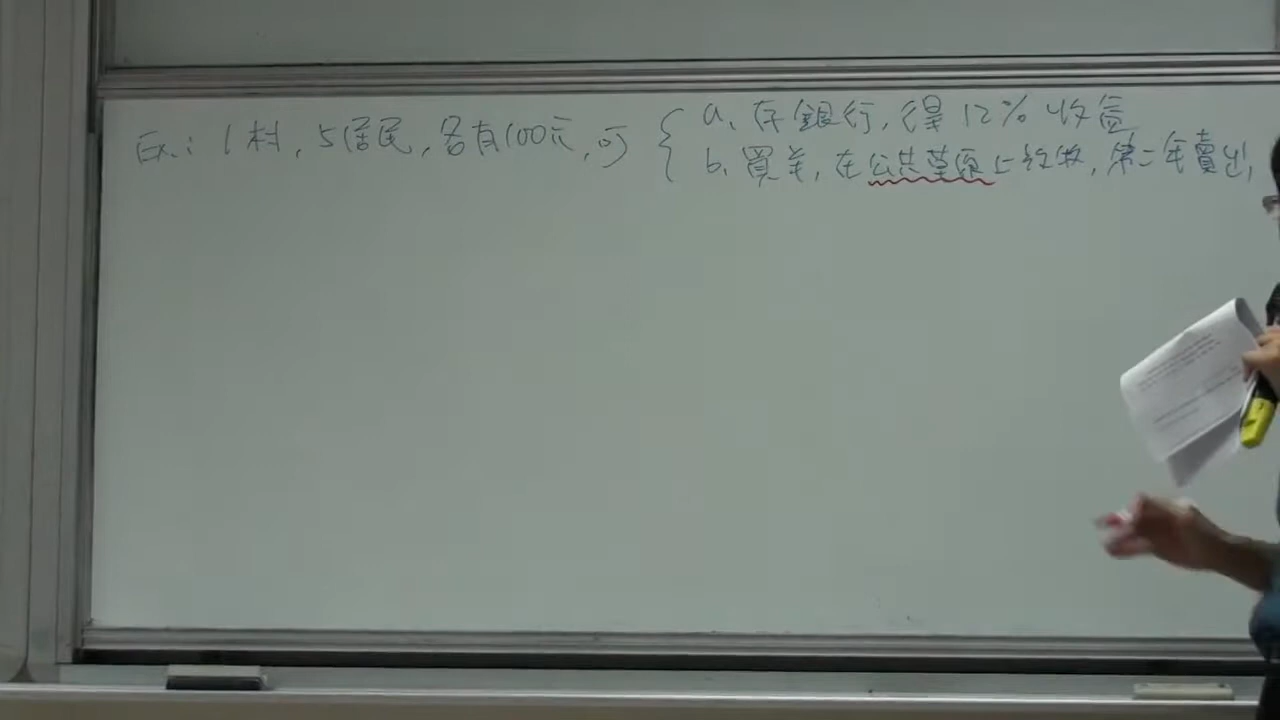 Ex.: 1村, 5居民, 各有100元, 可
a. 存銀行, 得12%收益
b. 買羊, 在公共草原上放牧, 第二年賣出,